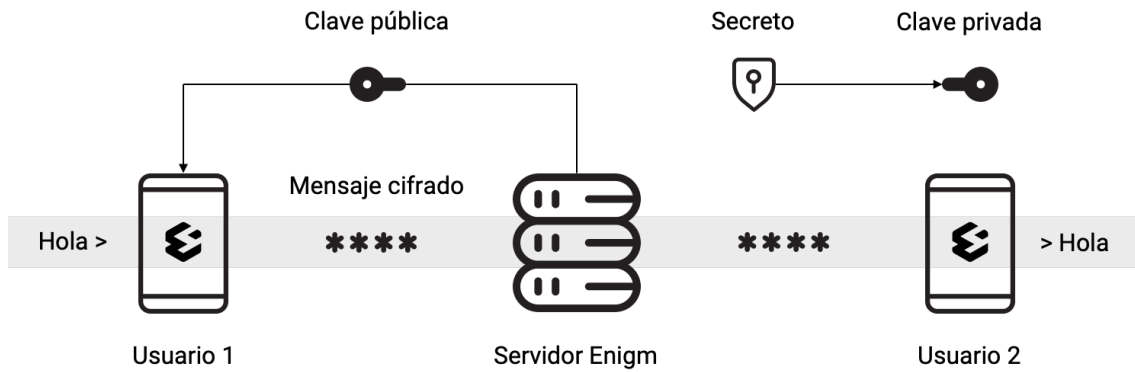 Clave pública
Secreto
Clave privada
Mensaje cifrado
Hola >
****
****
> Hola
Usuario 1
Servidor Enigm
Usuario 2